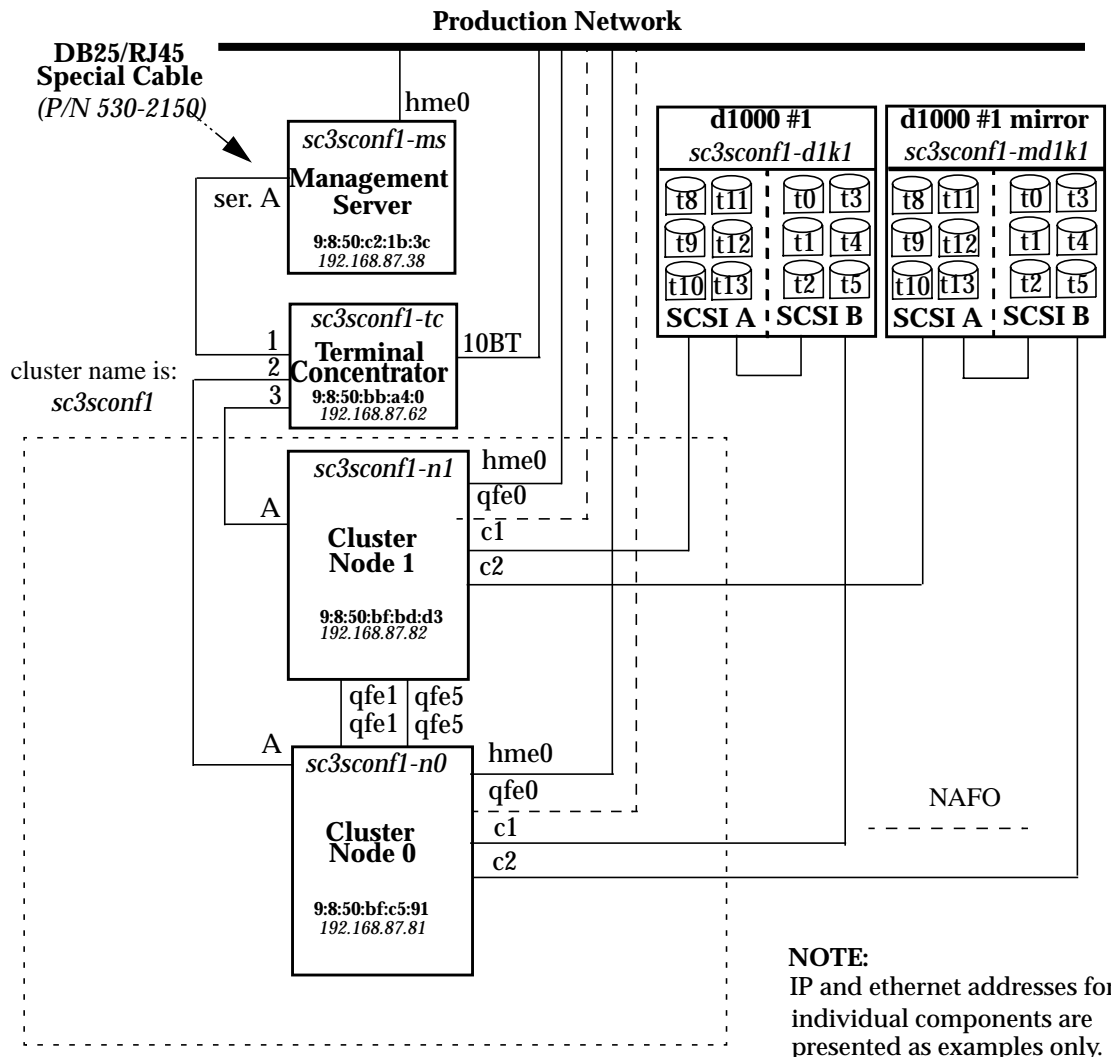 Production Network
DB25/RJ45
Special Cable
(P/N 530-2150)
hme0
sc3sconf1-ms
Management
Server
9:8:50:c2:1b:3c
192.168.87.38
ser. A
d1000 #1
sc3sconf1-d1k1
t8 t11 t0 t3
t9 t12 t1 t4
t10 t13 t2 t5
SCSI A SCSI B
d1000 #1 mirror
sc3sconf1-md1k1
t8 t11 t0 t3
t9 t12 t1 t4
t10 t13 t2 t5
SCSI A SCSI B
sc3sconf1-tc
Terminal
Concentrator
9:8:50:bb:a4:0
192.168.87.62
10BT
1
2
3
cluster name is:
sc3sconf1
sc3sconf1-n1
Cluster
Node 1
9:8:50:bf:bd:d3
192.168.87.82
A
hme0
qfe0
c1
c2
qfe1 qfe5
qfe1 qfe5
A
sc3sconf1-n0
Cluster
Node 0
9:8:50:bf:c5:91
192.168.87.81
hme0
qfe0
c1
c2
NAFO
NOTE:
IP and ethernet addresses for
individual components are
presented as examples only.